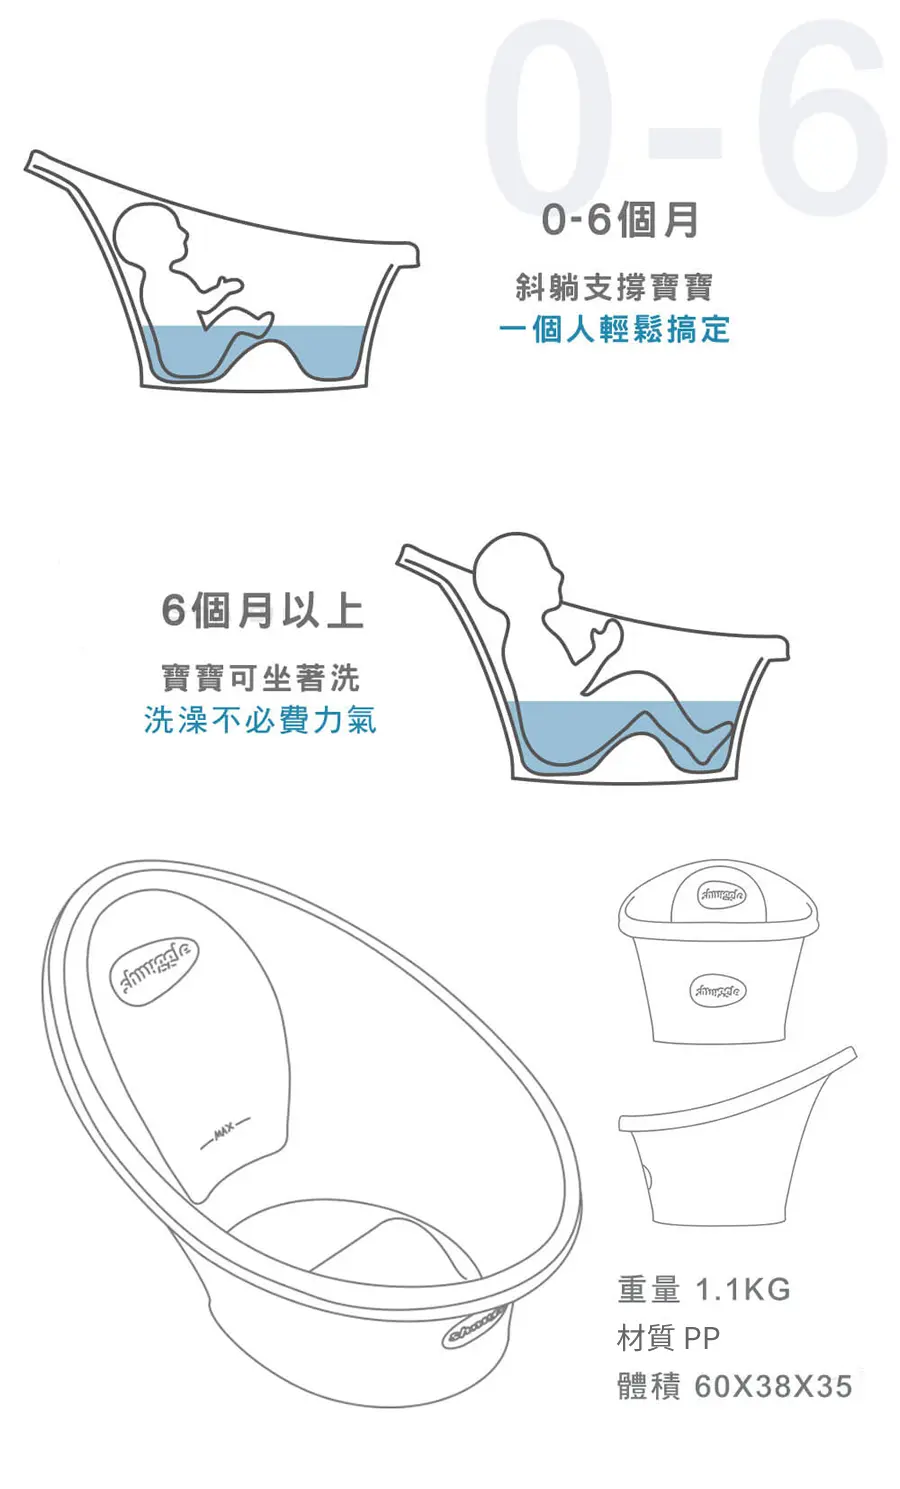 0-6
0-6個月
斜躺支撐寶寶
一個人輕鬆搞定
6個月以上
寶寶可坐著洗
洗澡不必費力氣
shnuggle
shnuggle
shnuggle
MAX
shnuggle
重量 1.1KG
材質 PP
體積 60X38X35